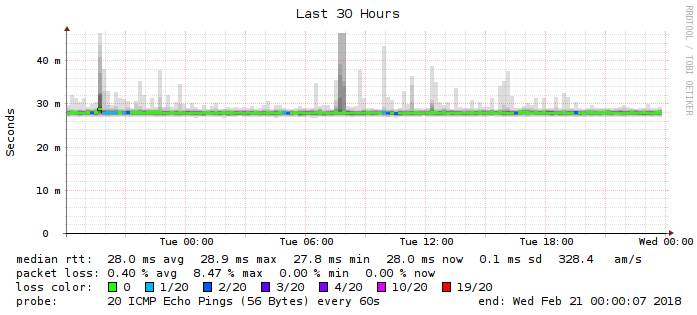 Last 30 Hours
RRDTOOL / TOBI OETIKER
Seconds
40 m
30 m
20 m
10 m
0
Tue 00:00 Tue 06:00 Tue 12:00 Tue 18:00 Wed 00:00
median rtt: 28.0 ms avg 28.9 ms max 27.8 ms min 28.0 ms now 0.1 ms sd 328.4 am/s
packet loss: 0.40 % avg 8.47 % max 0.00 % min 0.00 % now
loss color: 0 1/20 2/20 3/20 4/20 10/20 19/20
probe: 20 ICMP Echo Pings (56 Bytes) every 60s end: Wed Feb 21 00:00:07 2018